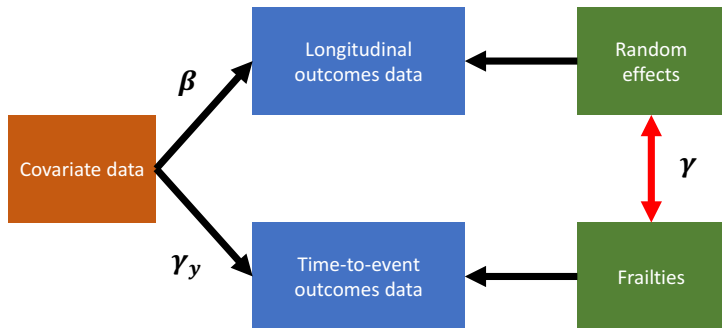 Longitudinal
outcomes data
Random
effects
β
Covariate data
γ
γy
Time-to-event
outcomes data
Frailties